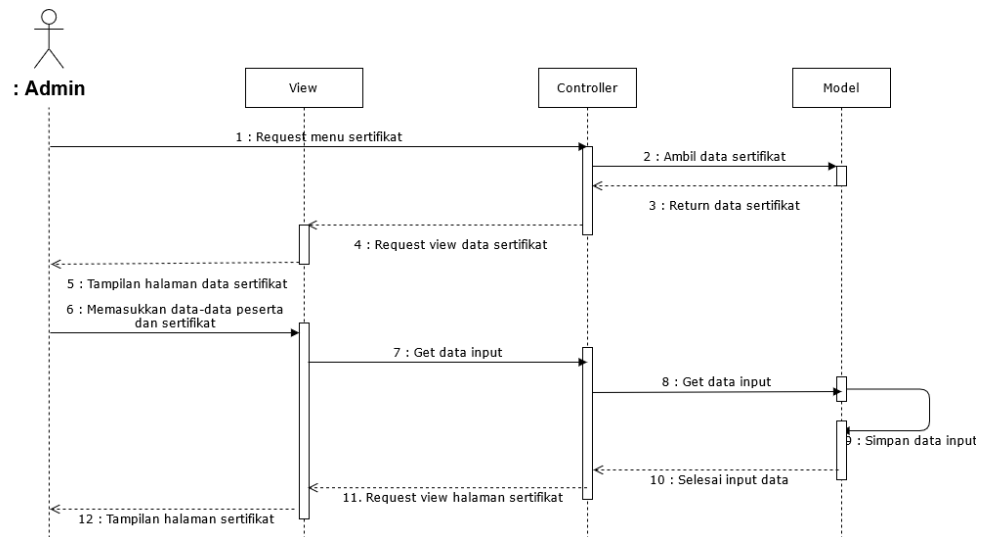 : Admin
View
Controller
Model
1 : Request menu sertifikat
2 : Ambil data sertifikat
3 : Return data sertifikat
4 : Request view data sertifikat
5 : Tampilan halaman data sertifikat
6 : Memasukkan data-data peserta
dan sertifikat
7 : Get data input
8 : Get data input
9 : Simpan data input
10 : Selesai input data
11. Request view halaman sertifikat
12 : Tampilan halaman sertifikat